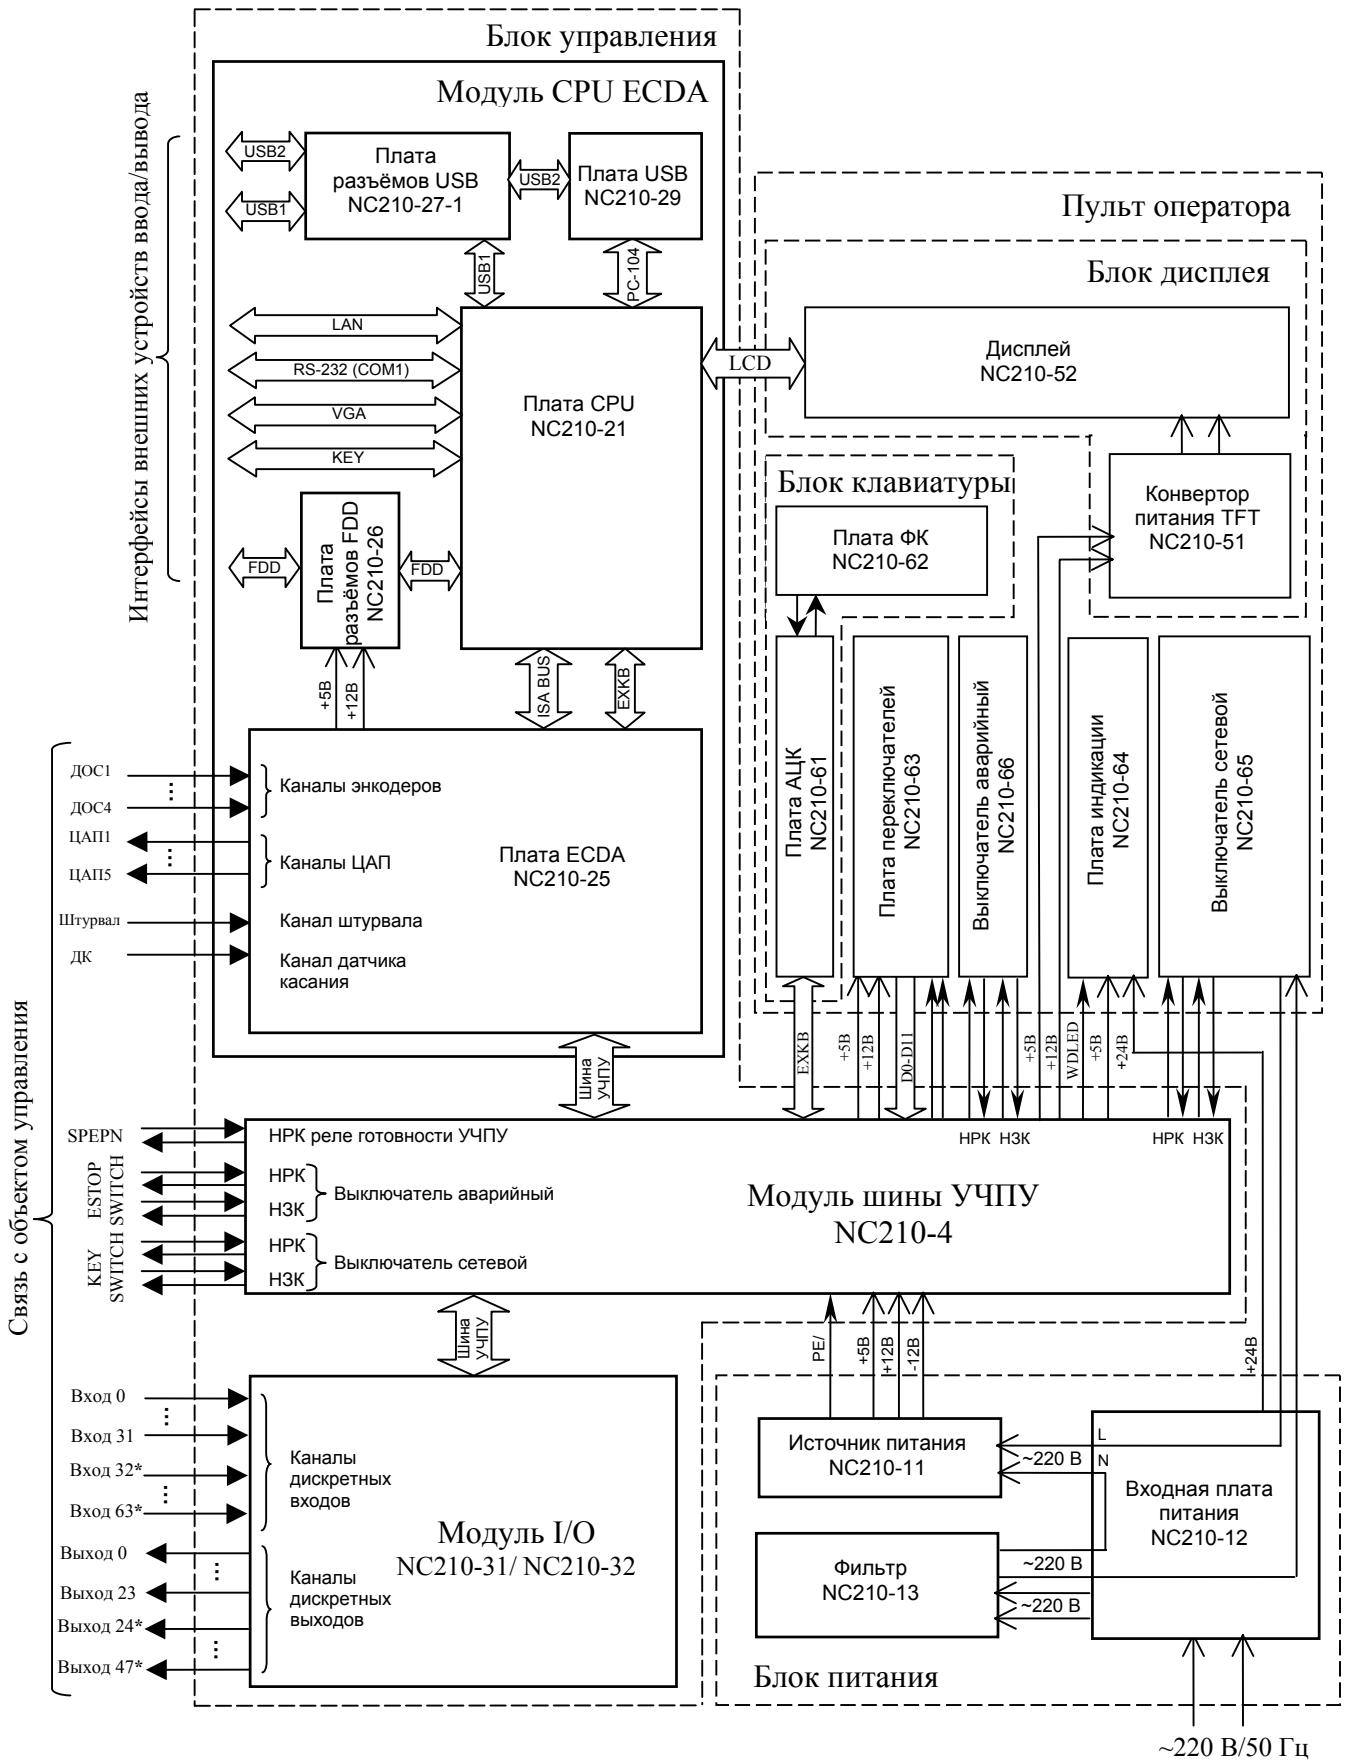 Блок управления
Модуль CPU ECDA
Интерфейсы внешних устройств ввода/вывода
USB2
USB1
Плата
разъёмов USB
NC210-27-1
USB2
Плата USB
NC210-29
USB1
PC-104
LAN
RS-232 (COM1)
VGA
KEY
Плата CPU
NC210-21
FDD
Плата
разъёмов FDD
NC210-26
FDD
+5В
+12В
ISA BUS
EXKB
LCD
Пульт оператора
Блок дисплея
Дисплей
NC210-52
Конвертор
питания TFT
NC210-51
Блок клавиатуры
Плата ФК
NC210-62
Плата АЦК
NC210-61
Плата переключателей
NC210-63
Выключатель аварийный
NC210-66
Плата индикации
NC210-64
Выключатель сетевой
NC210-65
Связь с объектом управления
ДОС1
...
ДОС4
ЦАП1
...
ЦАП5
Штурвал
ДК
Каналы энкодеров
Каналы ЦАП
Канал штурвала
Канал датчика
касания
Плата ECDA
NC210-25
Шина
УЧПУ
EXKB
+5В
+12В
D0-D11
+5В
+12В
WDLED
+5В
+24В
SPEPN
ESTOP
SWITCH
KEY
SWITCH
НРК реле готовности УЧПУ
НРК
НЗК
Выключатель аварийный
НРК
НЗК
Выключатель сетевой
НРК НЗК
НРК НЗК
Модуль шины УЧПУ
NC210-4
Шина
УЧПУ
PE/
+5В
+12В
-12В
+24В
Вход 0
...
Вход 31
Вход 32*
...
Вход 63*
Выход 0
...
Выход 23
Выход 24*
...
Выход 47*
Каналы
дискретных
входов
Каналы
дискретных
выходов
Модуль I/O
NC210-31/ NC210-32
Источник питания
NC210-11
L
~220 В N
Входная плата
питания
NC210-12
Фильтр
NC210-13
~220 В
~220 В
Блок питания
~220 В/50 Гц